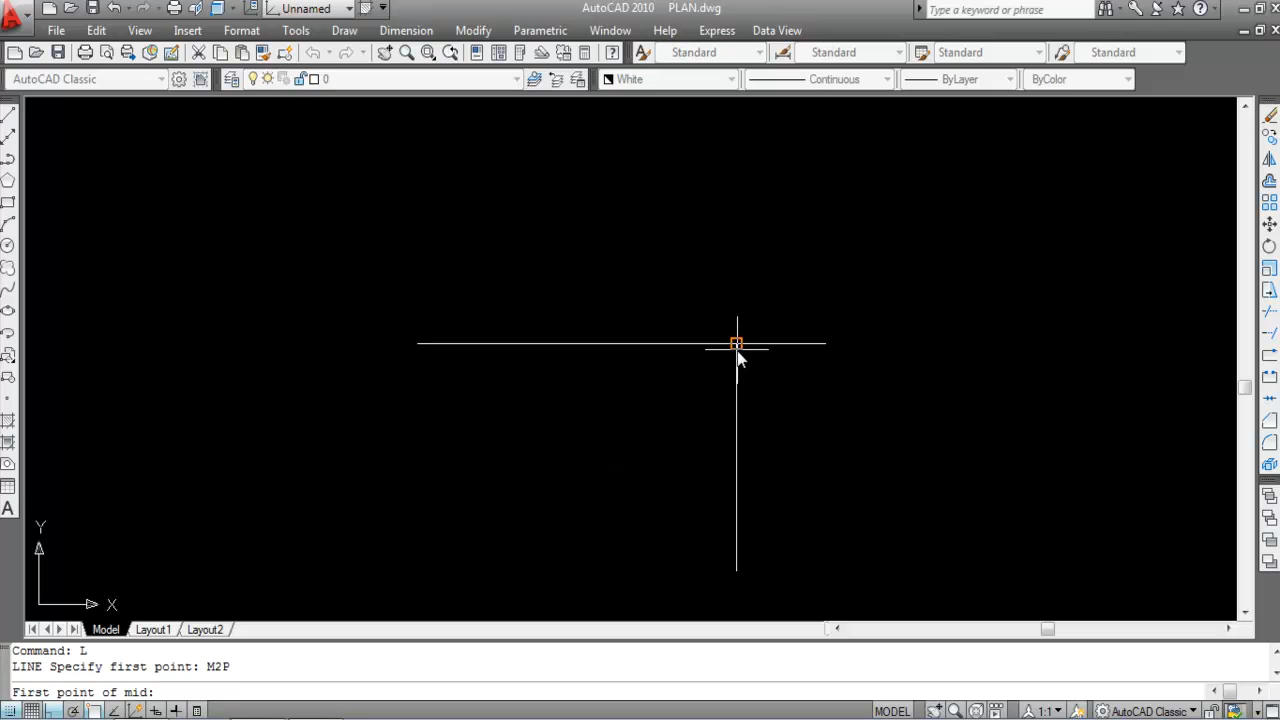 Unnamed
AutoCAD 2010 PLAN.dwg
Type a keyword or phrase
File Edit View Insert Format Tools Draw Dimension Modify Parametric Window Help Express Data View
Standard Standard Standard Standard
AutoCAD Classic 0 White Continuous ByLayer ByColor
Y
X
Model Layout1 Layout2
Command: L
LINE Specify first point: M2P
First point of mid:
MODEL 1:1 AutoCAD Classic
A